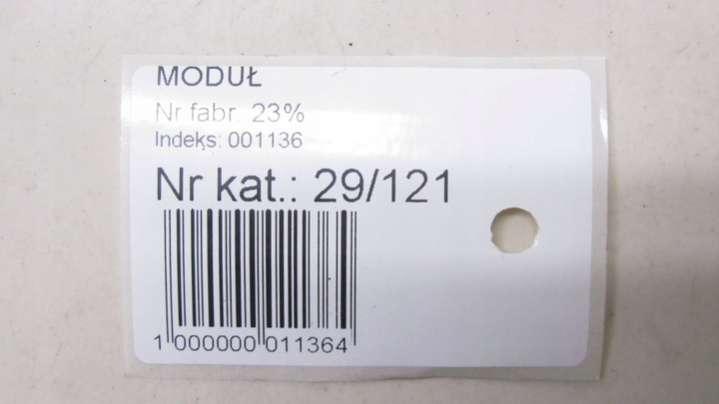 MODUŁ
Nr fabr. 23%
Indeks: 001136
Nr kat.: 29/121
1 000000 011364